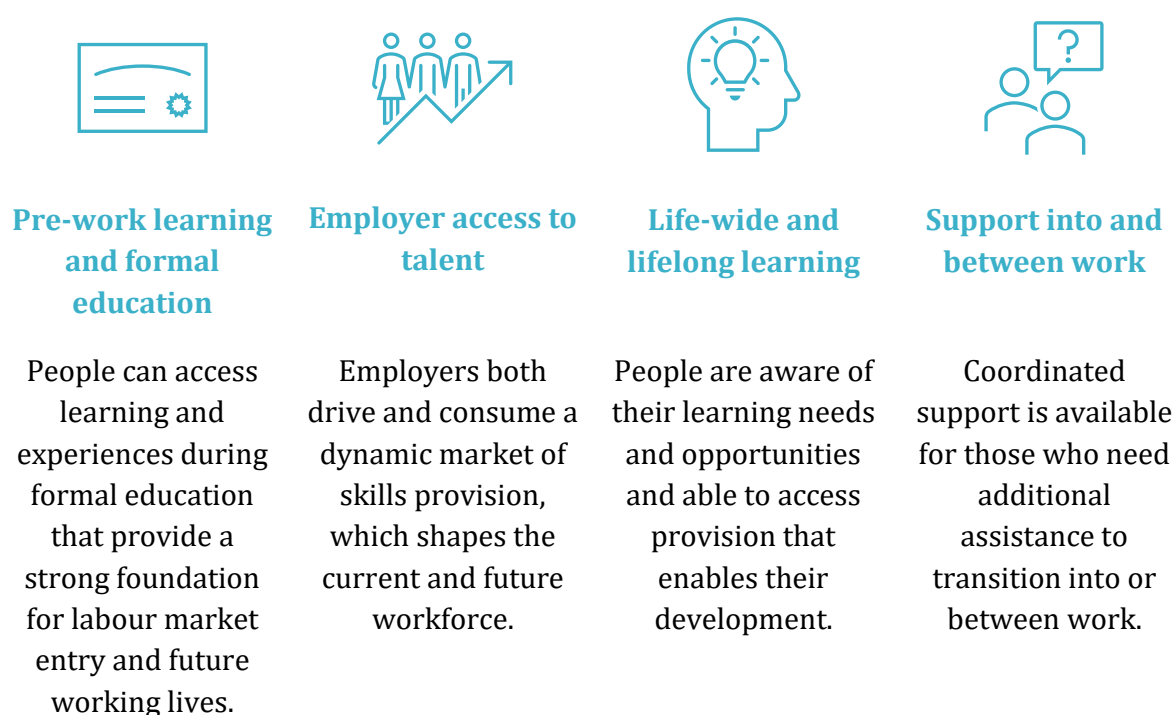 ?
Pre-work learning
and formal
education
People can access
learning and
experiences during
formal education
that provide a
strong foundation
for labour market
entry and future
working lives.
Employer access to
talent
Employers both
drive and consume a
dynamic market of
skills provision,
which shapes the
current and future
workforce.
Life-wide and
lifelong learning
People are aware of
their learning needs
and opportunities
and able to access
provision that
enables their
development.
Support into and
between work
Coordinated
support is available
for those who need
additional
assistance to
transition into or
between work.